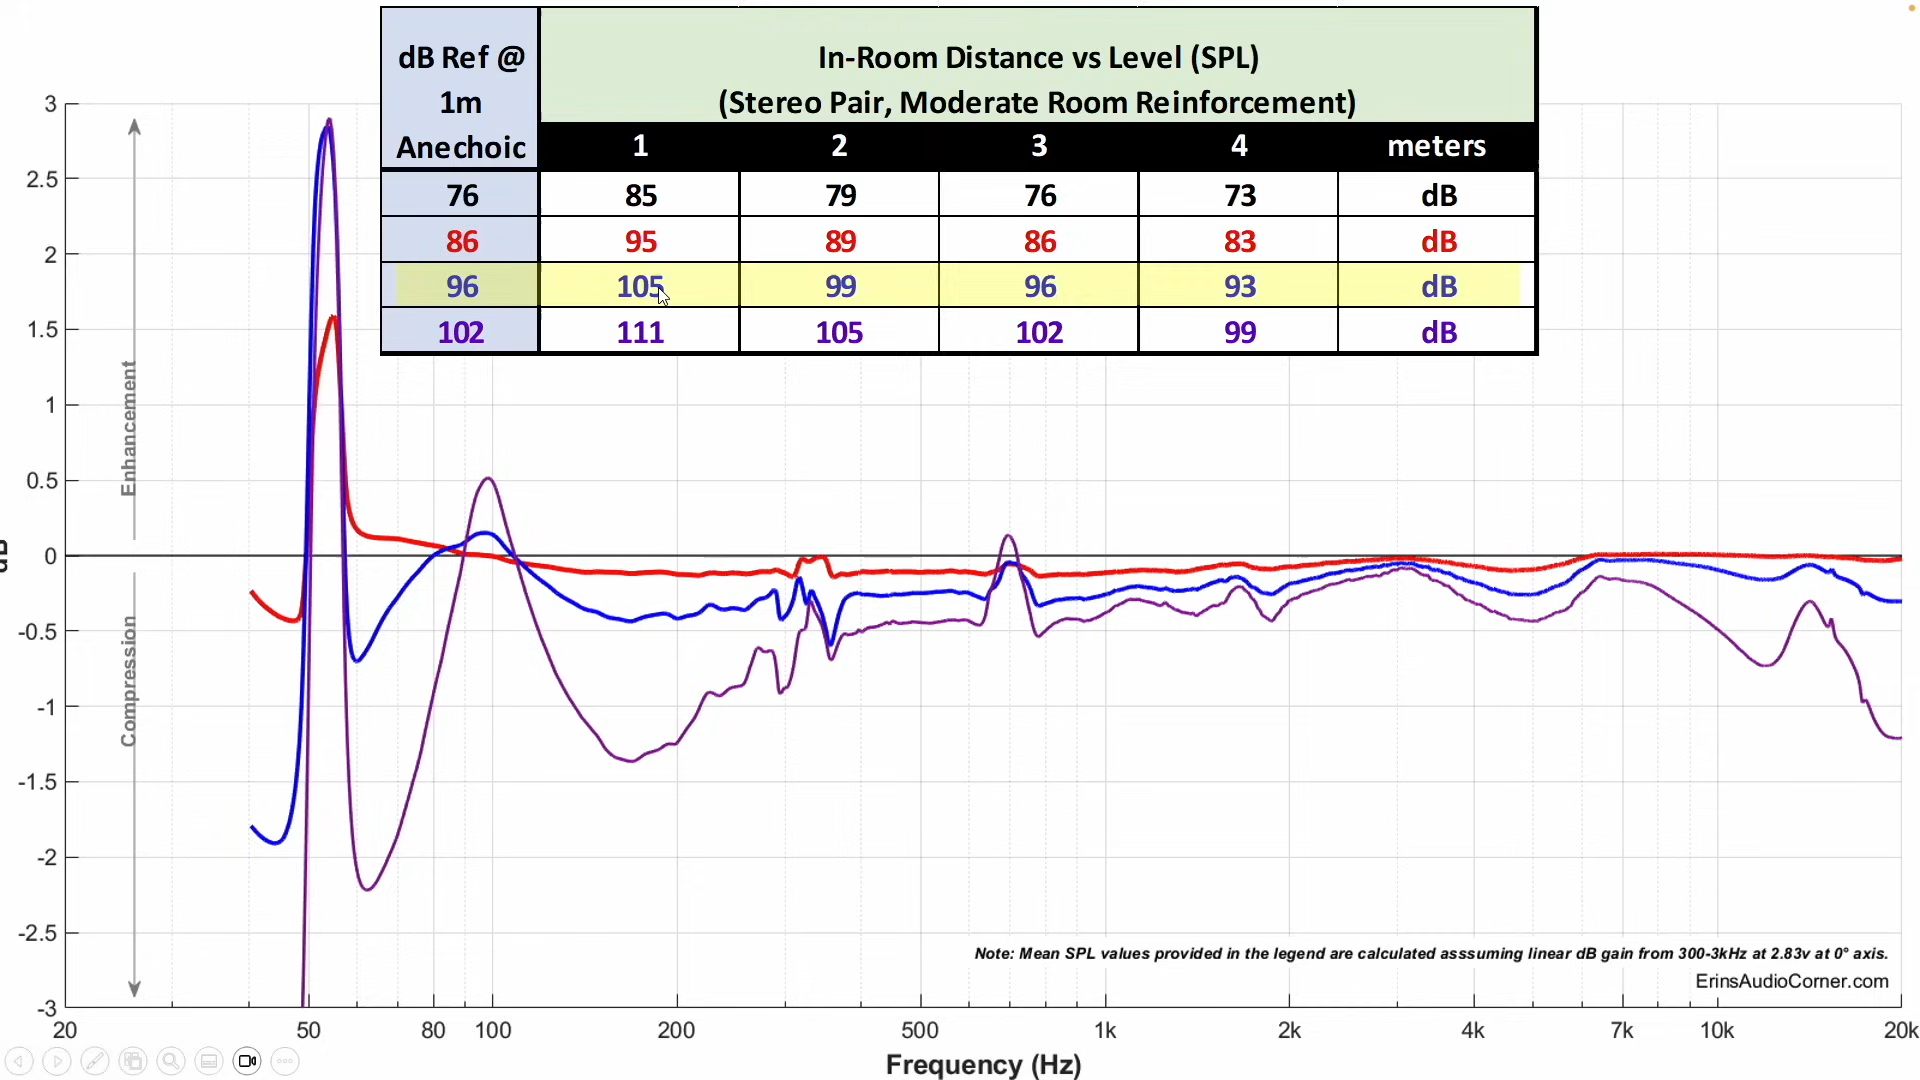 dB Ref @
1m
Anechoic
In-Room Distance vs Level (SPL)
(Stereo Pair, Moderate Room Reinforcement)
1 2 3 4 meters
76 85 79 76 73 dB
86 95 89 86 83 dB
96 105 99 96 93 dB
102 111 105 102 99 dB
3
2.5
2
1.5
1
0.5
0
-0.5
-1
-1.5
-2
-2.5
-3
dB
Enhancement
Compression
Note: Mean SPL values provided in the legend are calculated asssuming linear dB gain from 300-3kHz at 2.83v at 0° axis.
ErinsAudioCorner.com
20 50 80 100 200 500 1k 2k 4k 7k 10k 20k
Frequency (Hz)